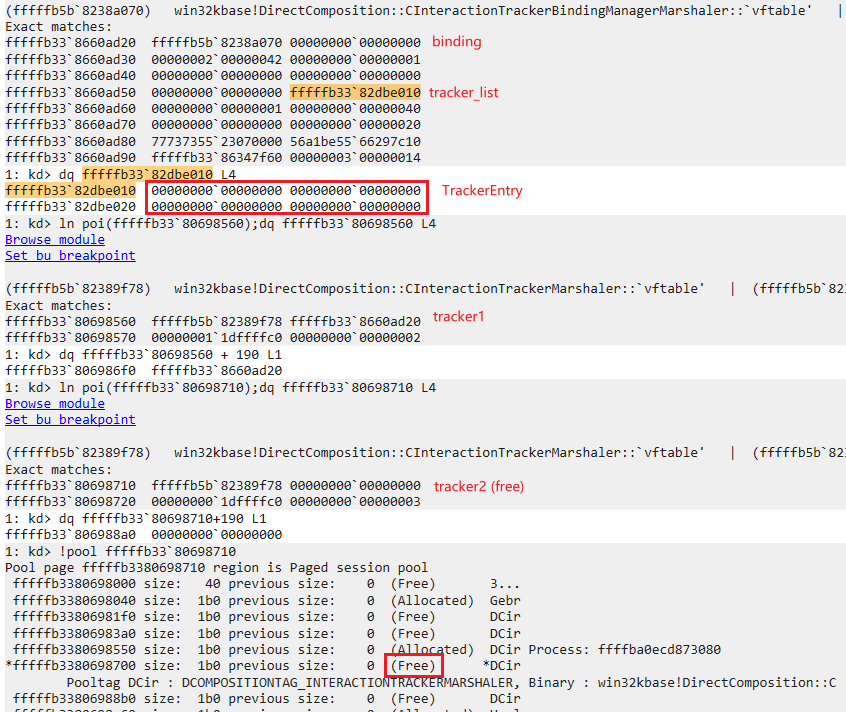 (fffffb5b`8238a070)   win32kbase!DirectComposition::CInteractionTrackerBindingManagerMarshaler::`vftable'   |
Exact matches:
fffffb33`8660ad20  fffffb5b`8238a070 00000000`00000000 binding
fffffb33`8660ad30  00000002`00000042 00000000`00000001
fffffb33`8660ad40  00000000`00000000 00000000`00000000
fffffb33`8660ad50  00000000`00000000 fffffb33`82dbe010 tracker_list
fffffb33`8660ad60  00000000`00000001 00000000`00000040
fffffb33`8660ad70  00000000`00000000 00000000`00000020
fffffb33`8660ad80  77737355`23070000 56a1be55`66297c10
fffffb33`8660ad90  fffffb33`86347f60 00000003`00000014
1: kd> dq fffffb33`82dbe010 L4
fffffb33`82dbe010  00000000`00000000 00000000`00000000 TrackerEntry
fffffb33`82dbe020  00000000`00000000 00000000`00000000
1: kd> ln poi(fffffb33`80698560);dq fffffb33`80698560 L4
Browse module
Set bu breakpoint
(fffffb5b`82389f78)   win32kbase!DirectComposition::CInteractionTrackerMarshaler::`vftable'   |  (fffffb5b`82
Exact matches:
fffffb33`80698560  fffffb5b`82389f78 fffffb33`8660ad20 tracker1
fffffb33`80698570  00000001`1dffffc0 00000000`00000002
1: kd> dq fffffb33`80698560 + 190 L1
fffffb33`806986f0  fffffb33`8660ad20
1: kd> ln poi(fffffb33`80698710);dq fffffb33`80698710 L4
Browse module
Set bu breakpoint
(fffffb5b`82389f78)   win32kbase!DirectComposition::CInteractionTrackerMarshaler::`vftable'   |  (fffffb5b`82
Exact matches:
fffffb33`80698710  fffffb5b`82389f78 00000000`00000000 tracker2 (free)
fffffb33`80698720  00000000`1dffffc0 00000000`00000003
1: kd> dq fffffb33`80698710+190 L1
fffffb33`806988a0  00000000`00000000
1: kd> !pool fffffb33`80698710
Pool page fffffb3380698710 region is Paged session pool
fffffb3380698000 size:   40 previous size:    0  (Free)       3...
fffffb3380698040 size:  1b0 previous size:    0  (Allocated)  Gebr
fffffb33806981f0 size:  1b0 previous size:    0  (Free)       DCir
fffffb33806983a0 size:  1b0 previous size:    0  (Free)       DCir
fffffb3380698550 size:  1b0 previous size:    0  (Allocated)  DCir Process: ffffba0ecd873080
*fffffb3380698700 size:  1b0 previous size:    0  (Free)      *DCir
Pooltag DCir : DCOMPOSITIONTAG_INTERACTIONTRACKERMARSHALER, Binary : win32kbase!DirectComposition::C
fffffb33806988b0 size:  1b0 previous size:    0  (Free)       DCir